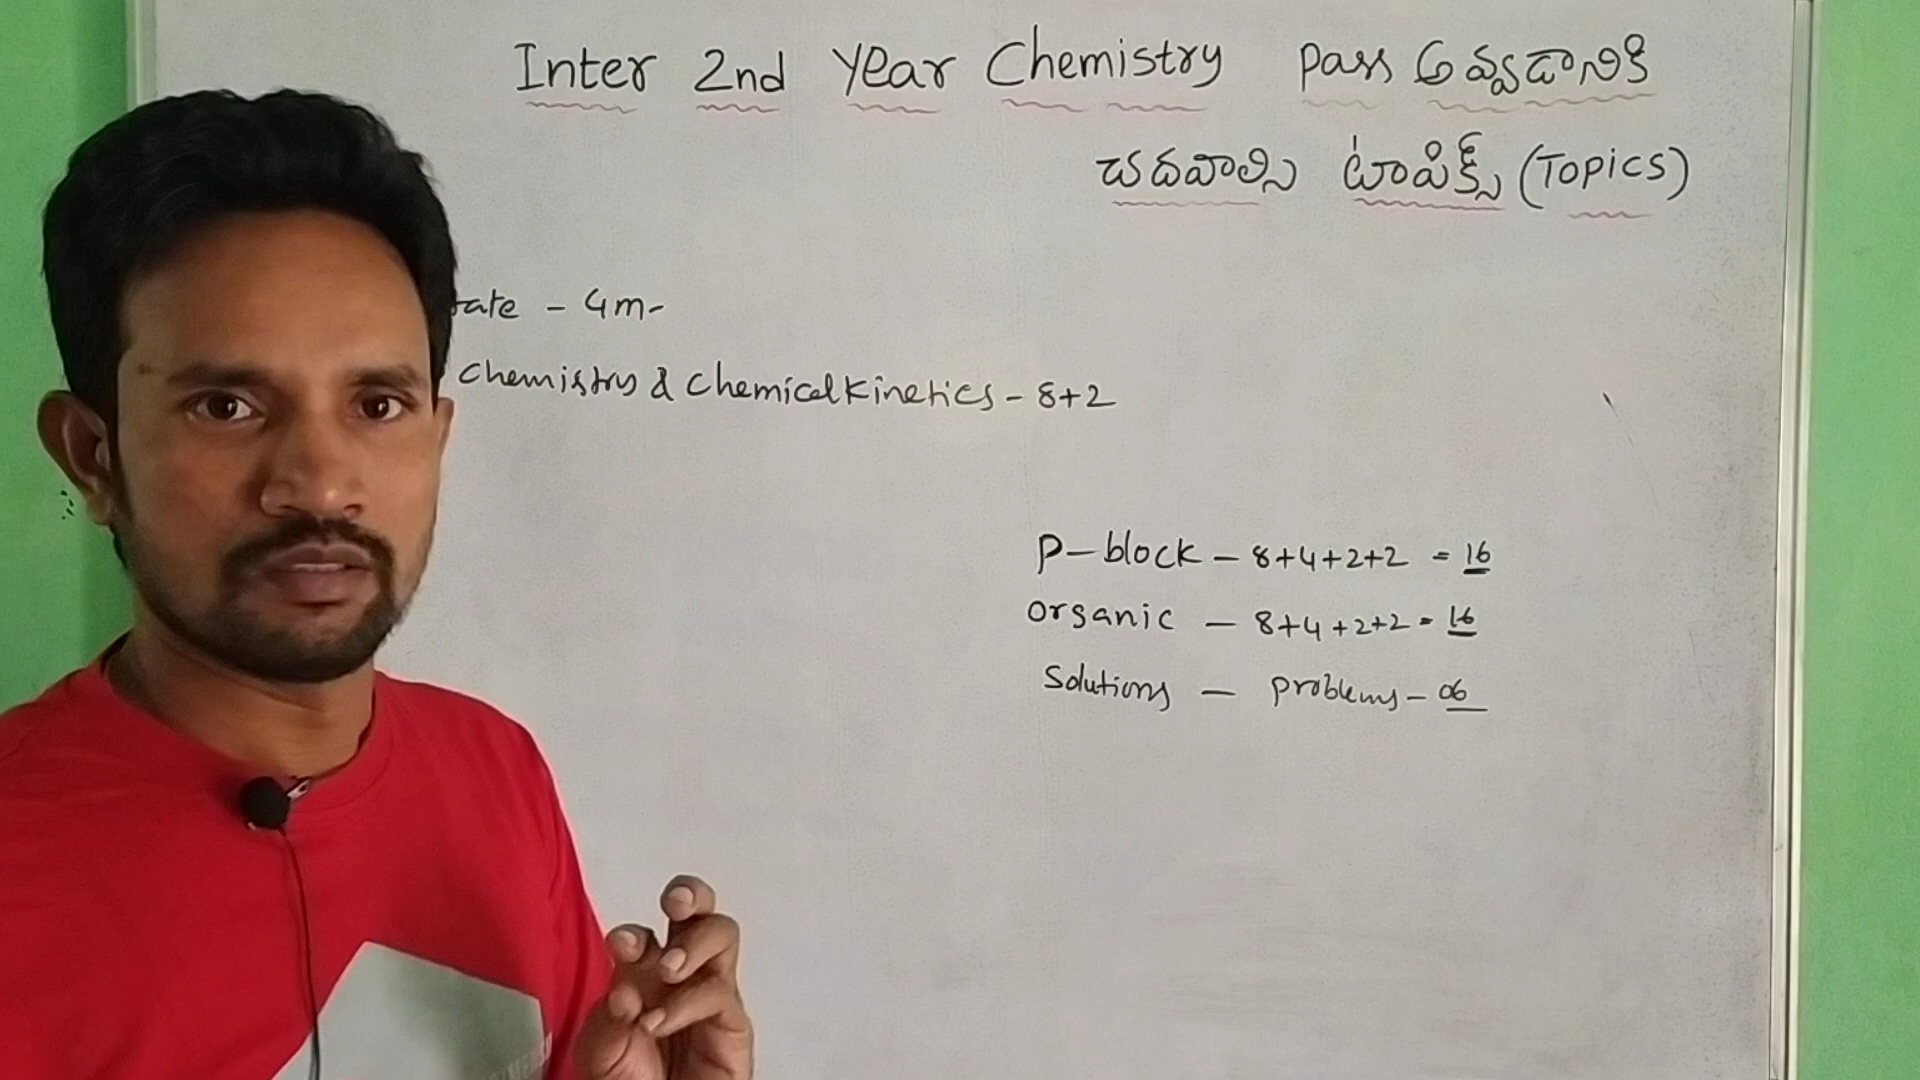 Inter 2nd Year Chemistry Pass అవ్వడానికి
చదవాల్సి టాపిక్స్ (Topics)
tate - 4m-
Chemistry & Chemical Kinetics - 8+2
P-block - 8+4+2+2 = 16
organic - 8+4+2+2 = 16
Solutions - Problems - 06